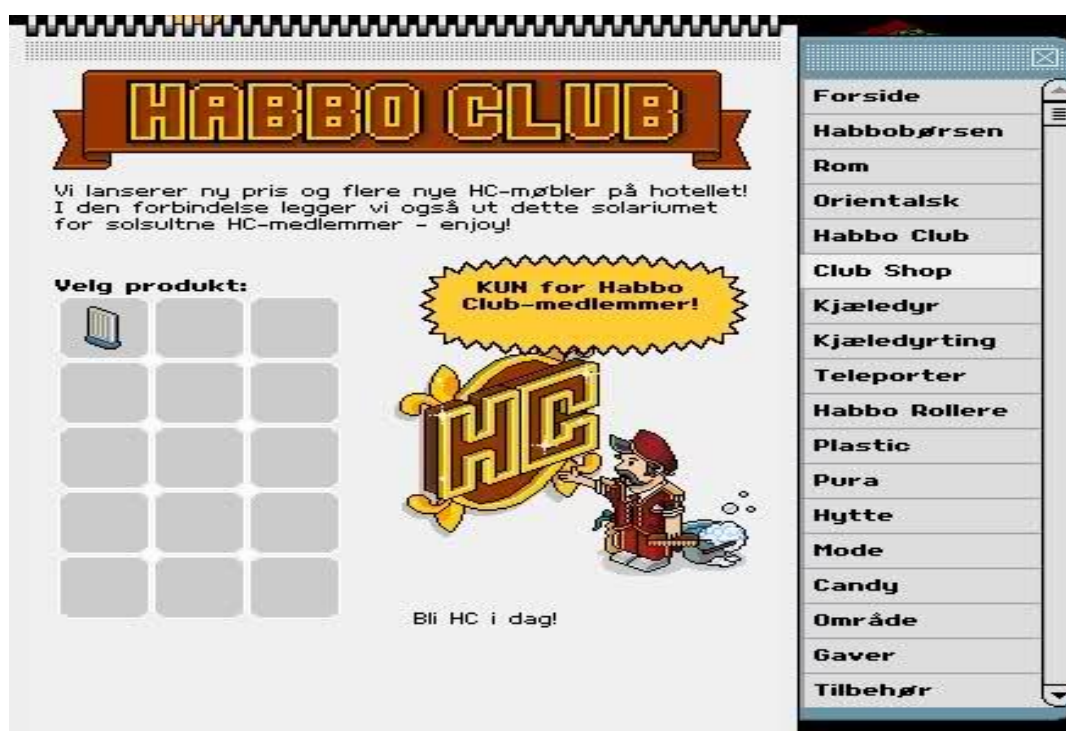 HABBO CLUB
Vi lanserer ny pris og flere nye HC-møbler på hotellet!
I den forbindelse legger vi også ut dette solariumet
for solsultne HC-medlemmer - enjoy!
Velg produkt:
KUN for Habbo
Club-medlemmer!
HC
Bli HC i dag!
Forside
Habbobørsen
Rom
Orientalsk
Habbo Club
Club Shop
Kjæledyr
Kjæledyrting
Teleporter
Habbo Rollere
Plastic
Pura
Hytte
Mode
Candy
Område
Gaver
Tilbehør